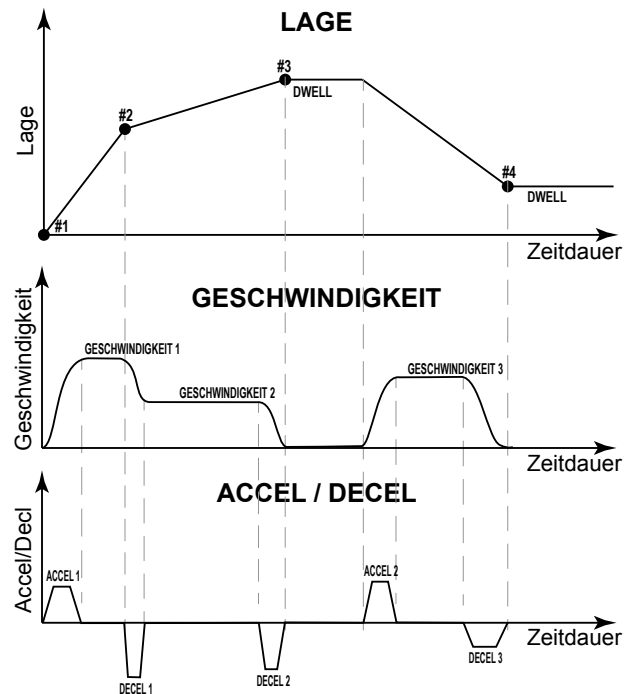 LAGE
#3
DWELL
#2
#4
DWELL
#1
Lage
Zeitdauer
GESCHWINDIGKEIT
GESCHWINDIGKEIT 1
GESCHWINDIGKEIT 3
GESCHWINDIGKEIT 2
Geschwindigkeit
Zeitdauer
ACCEL / DECEL
ACCEL 1
ACCEL 2
Accel/Decl
Zeitdauer
DECEL 1
DECEL 2
DECEL 3